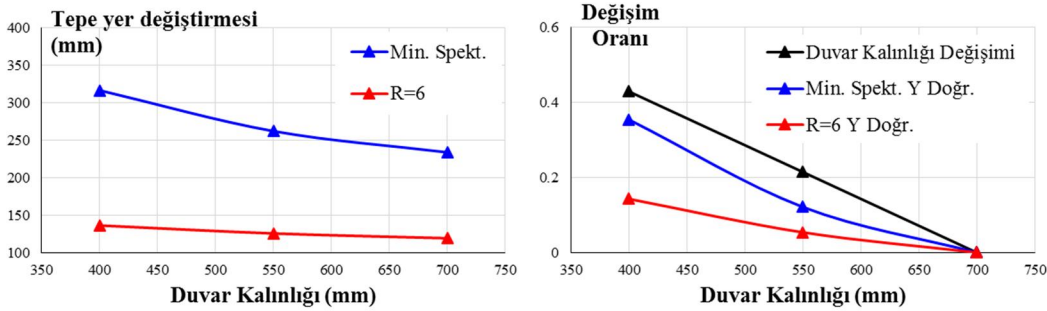 Tepe yer değiştirmesi
(mm)
400
350
300
250
200
150
100
Min. Spekt.
R=6
350 400 450 500 550 600 650 700 750
Duvar Kalınlığı (mm)
Değişim
Oranı
0.6
0.4
0.2
0
Duvar Kalınlığı Değişimi
Min. Spekt. Y Doğr.
R=6 Y Doğr.
350 400 450 500 550 600 650 700 750
Duvar Kalınlığı (mm)